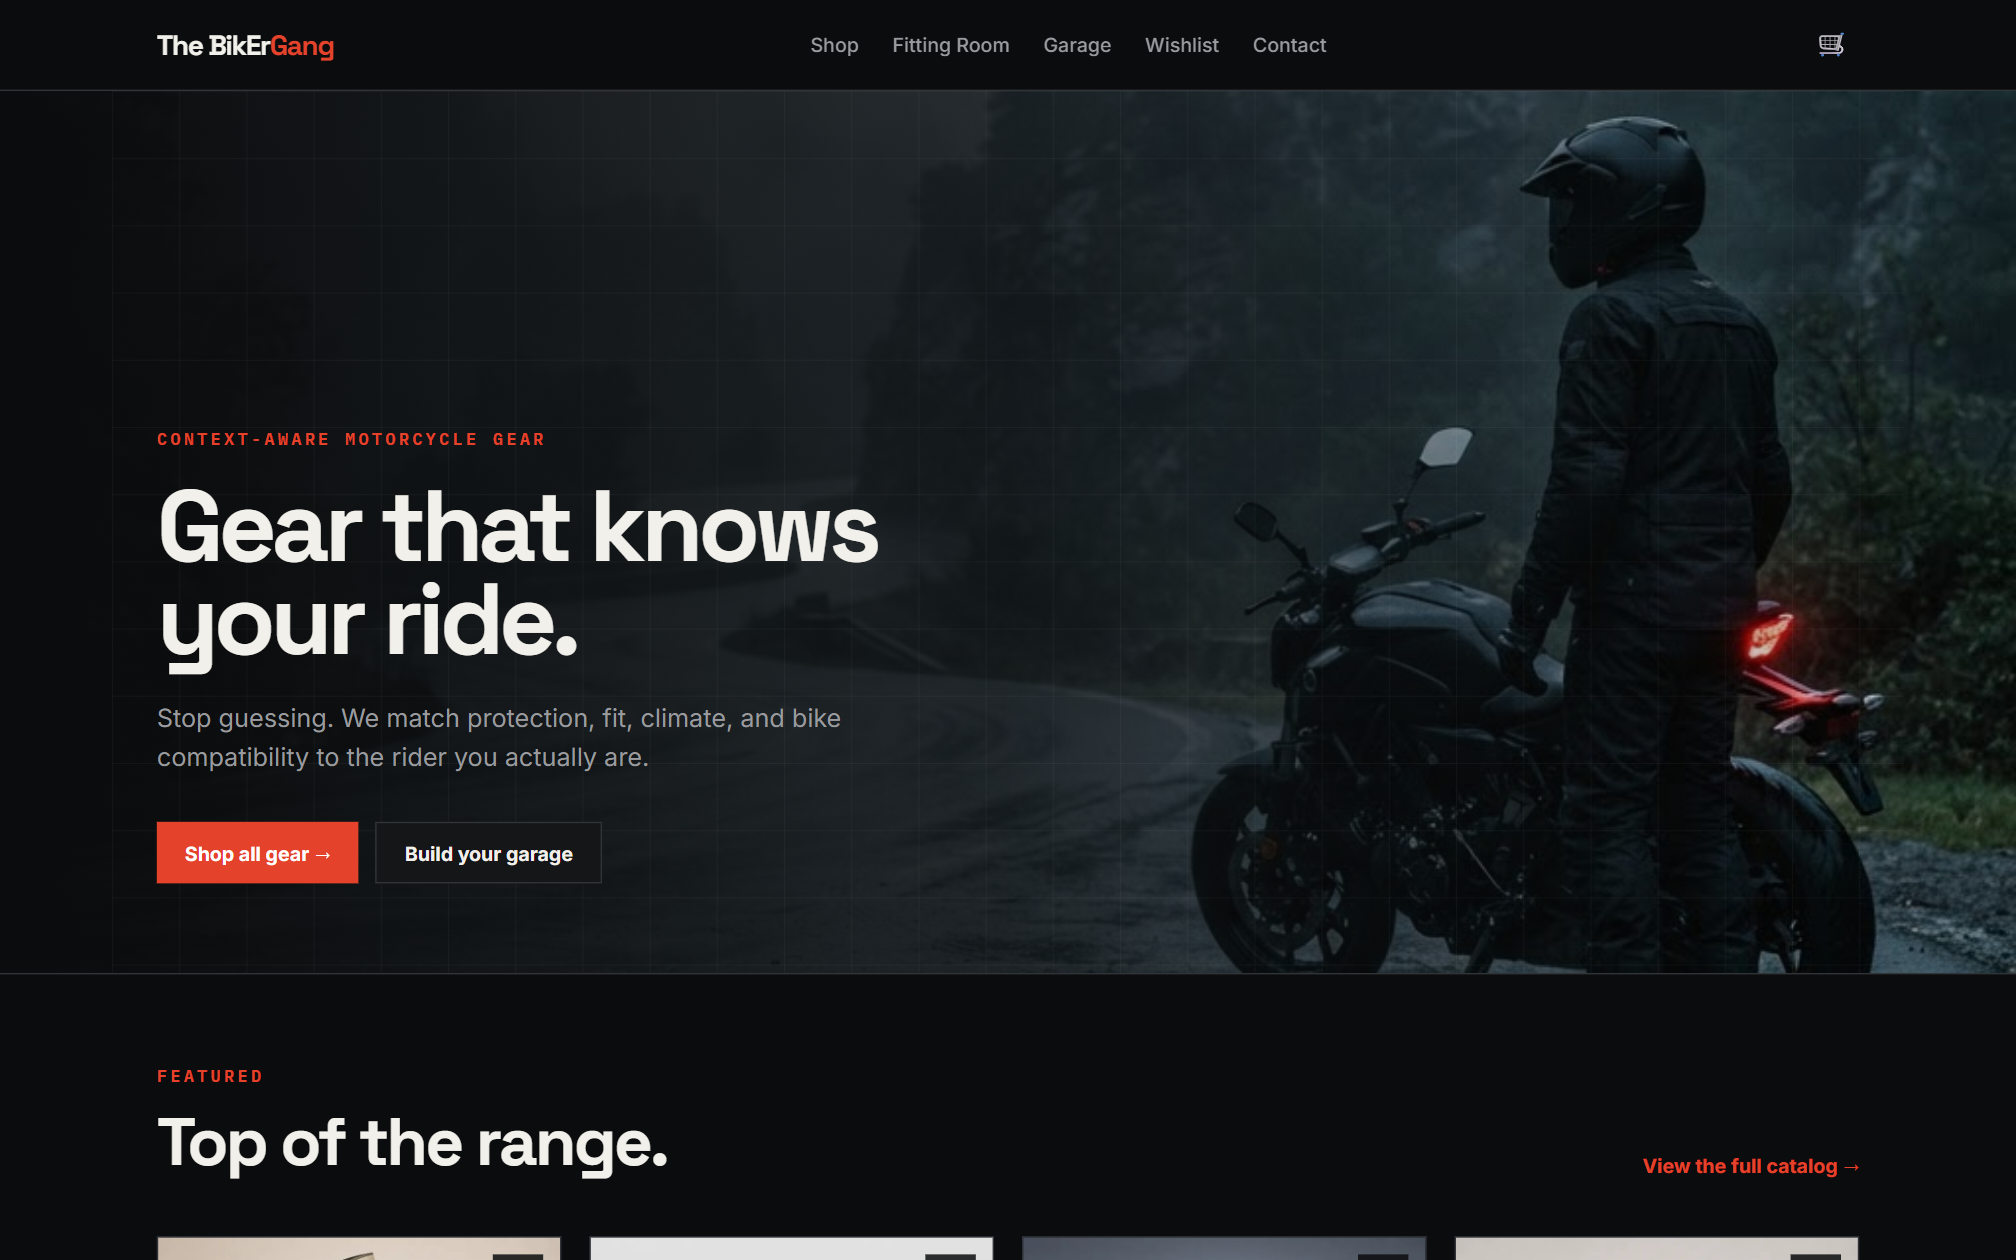 The BikErGang
Shop
Fitting Room
Garage
Wishlist
Contact
CONTEXT-AWARE MOTORCYCLE GEAR
Gear that knows
your ride.
Stop guessing. We match protection, fit, climate, and bike
compatibility to the rider you actually are.
Shop all gear →
Build your garage
FEATURED
Top of the range.
View the full catalog →